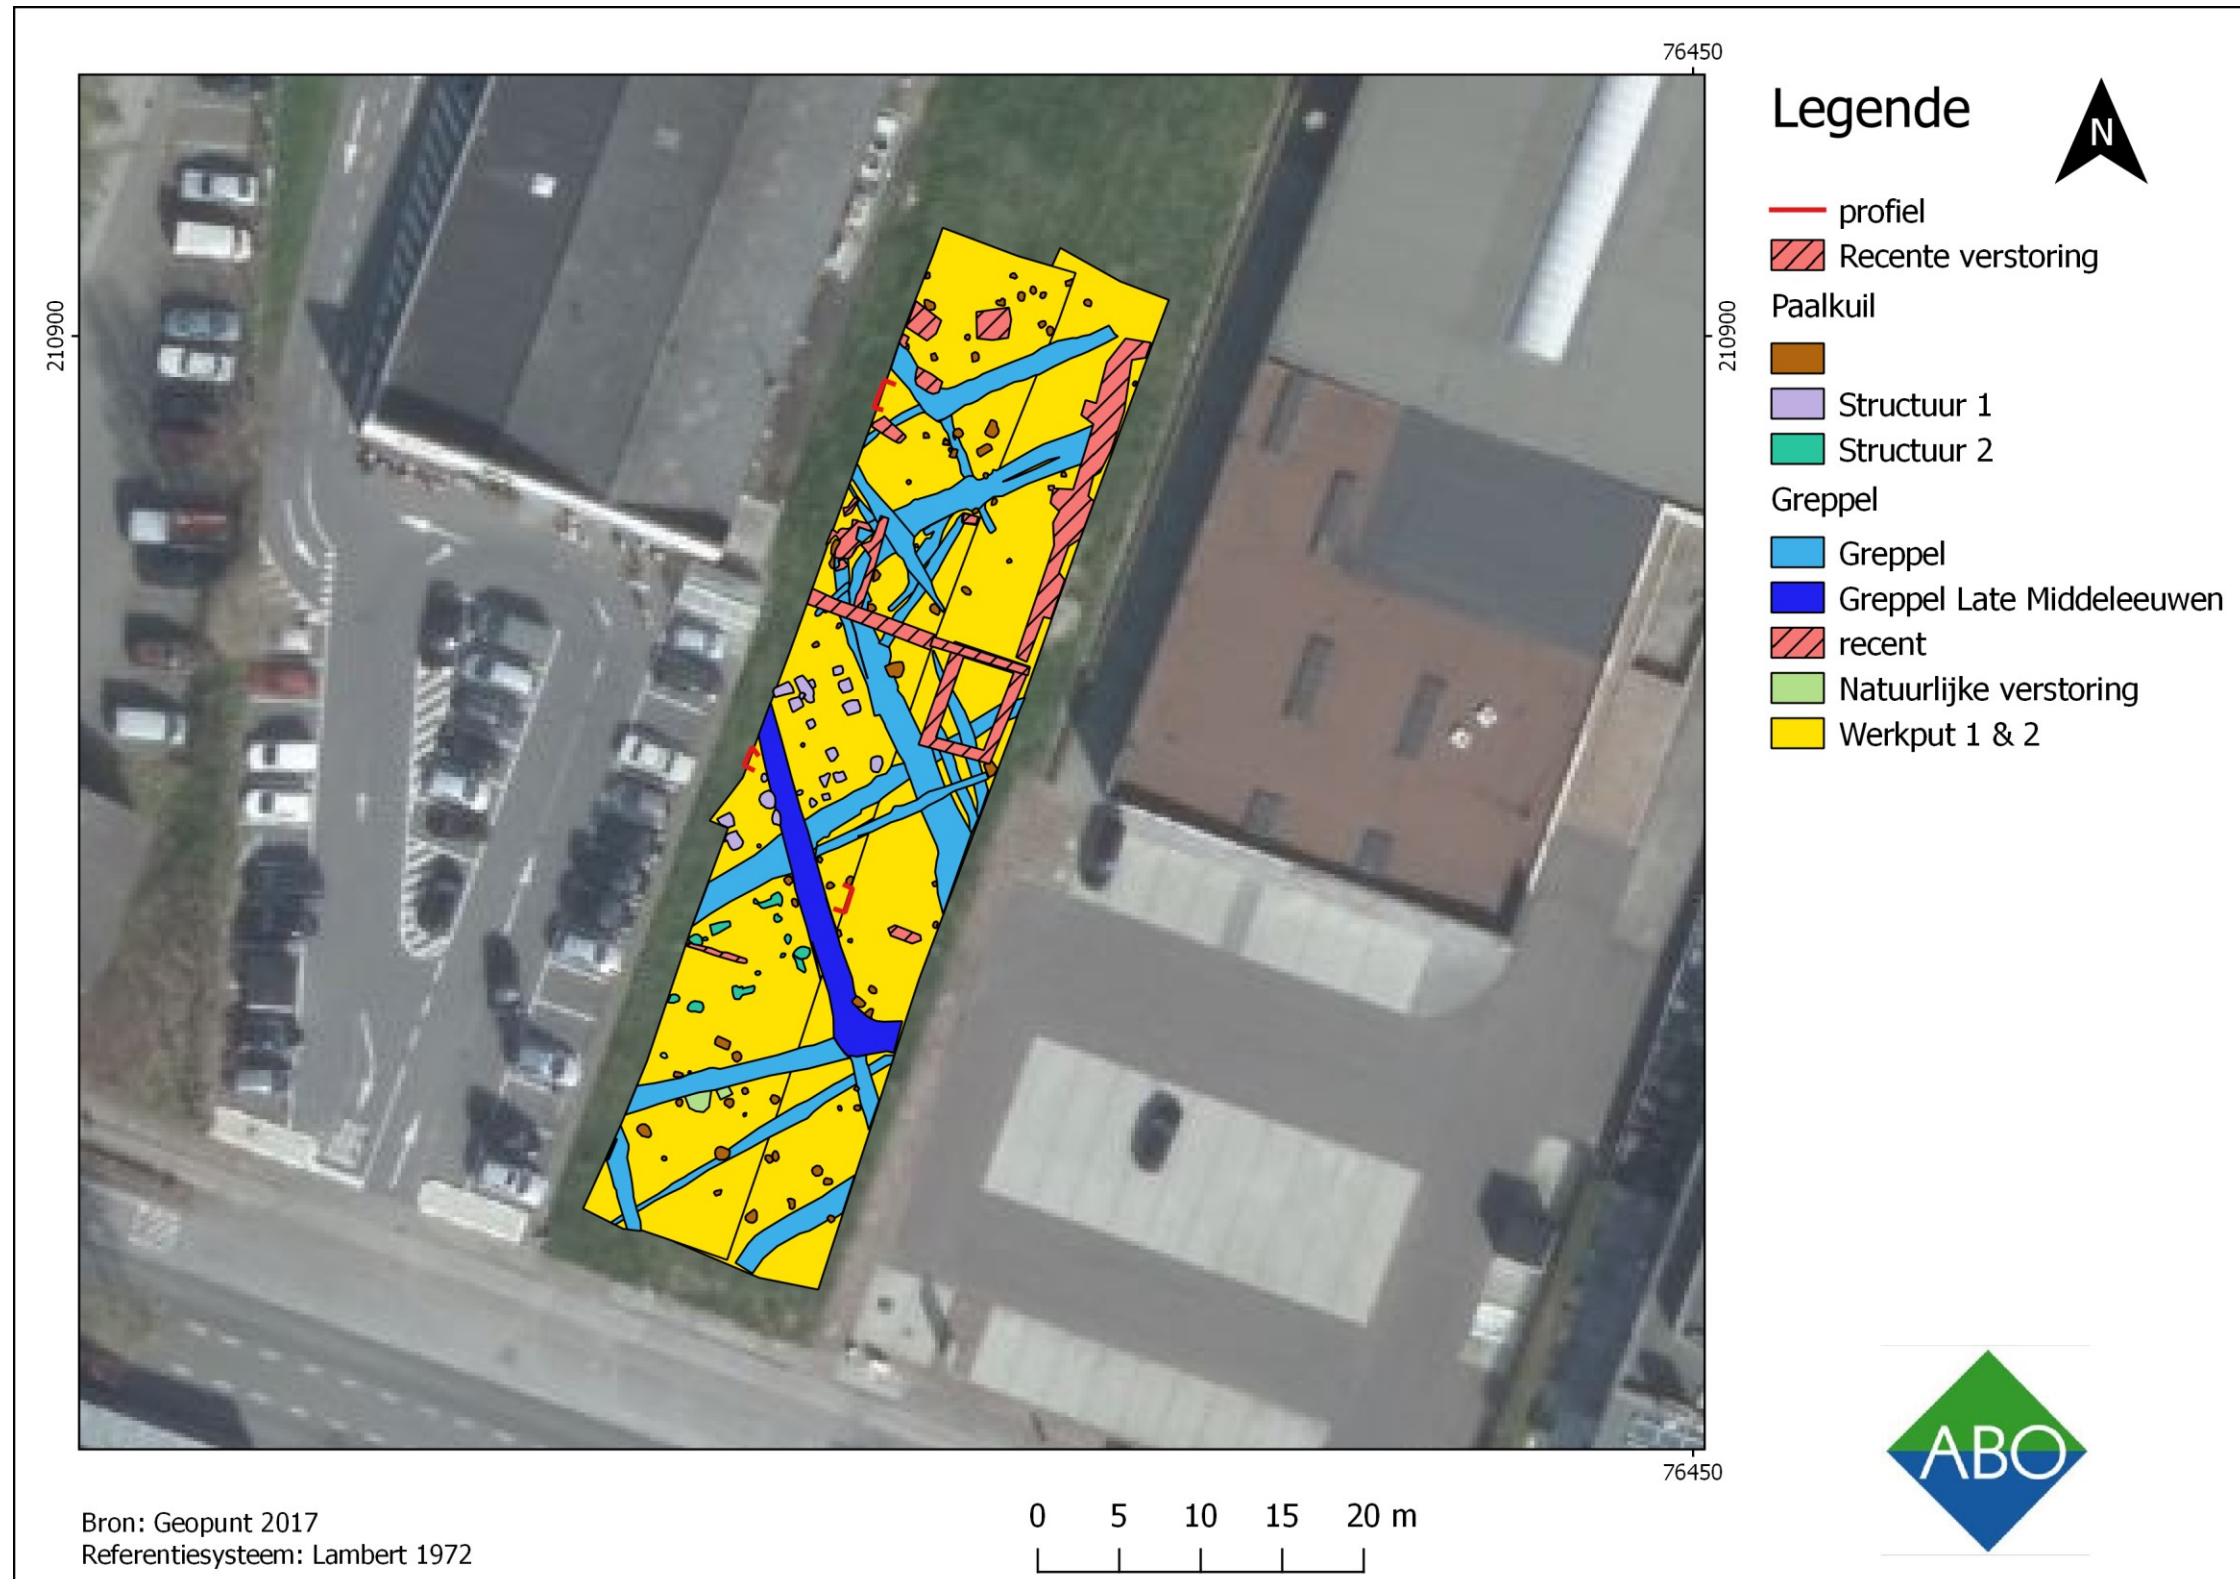 76450
Legende
N
210900
210900
profiel
Recente verstoring
Paalkuil
Structuur 1
Structuur 2
Greppel
Greppel
Greppel Late Middeleeuwen
recent
Natuurlijke verstoring
Werkput 1 & 2
ABO
76450
Bron: Geopunt 2017
Referentiesysteem: Lambert 1972
0 5 10 15 20 m